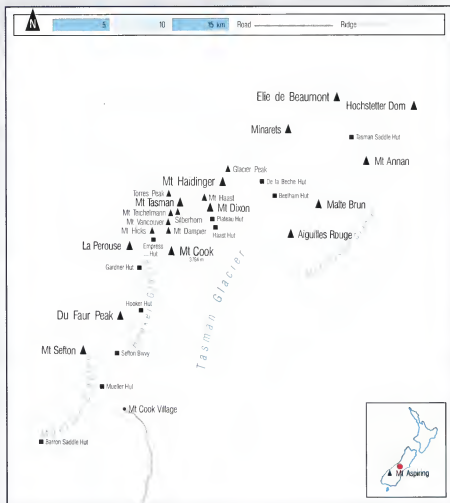 N 5 10 15 km Road Ridge
Elie de Beaumont
Hochstetter Dom
Minarets
Tasman Saddle Hut
Mt Annan
Glacier Peak
Mt Haidinger
De la Beche Hut
Torres Peak
Mt Haast
Beetham Hut
Mt Tasman
Mt Dixon
Malte Brun
Mt Teichelmann
Silberhorn
Plateau Hut
Mt Vancouver
Haast Hut
Mt Hicks
Mt Dampier
Aiguilles Rouge
La Perouse
Empress
Hut
Mt Cook
3764 m
Gardner Hut
Tasman Glacier
Hooker Hut
Du Faur Peak
Mt Sefton
Sefton Bivvy
Mueller Hut
Mt Cook Village
Barron Saddle Hut
Mt Aspiring